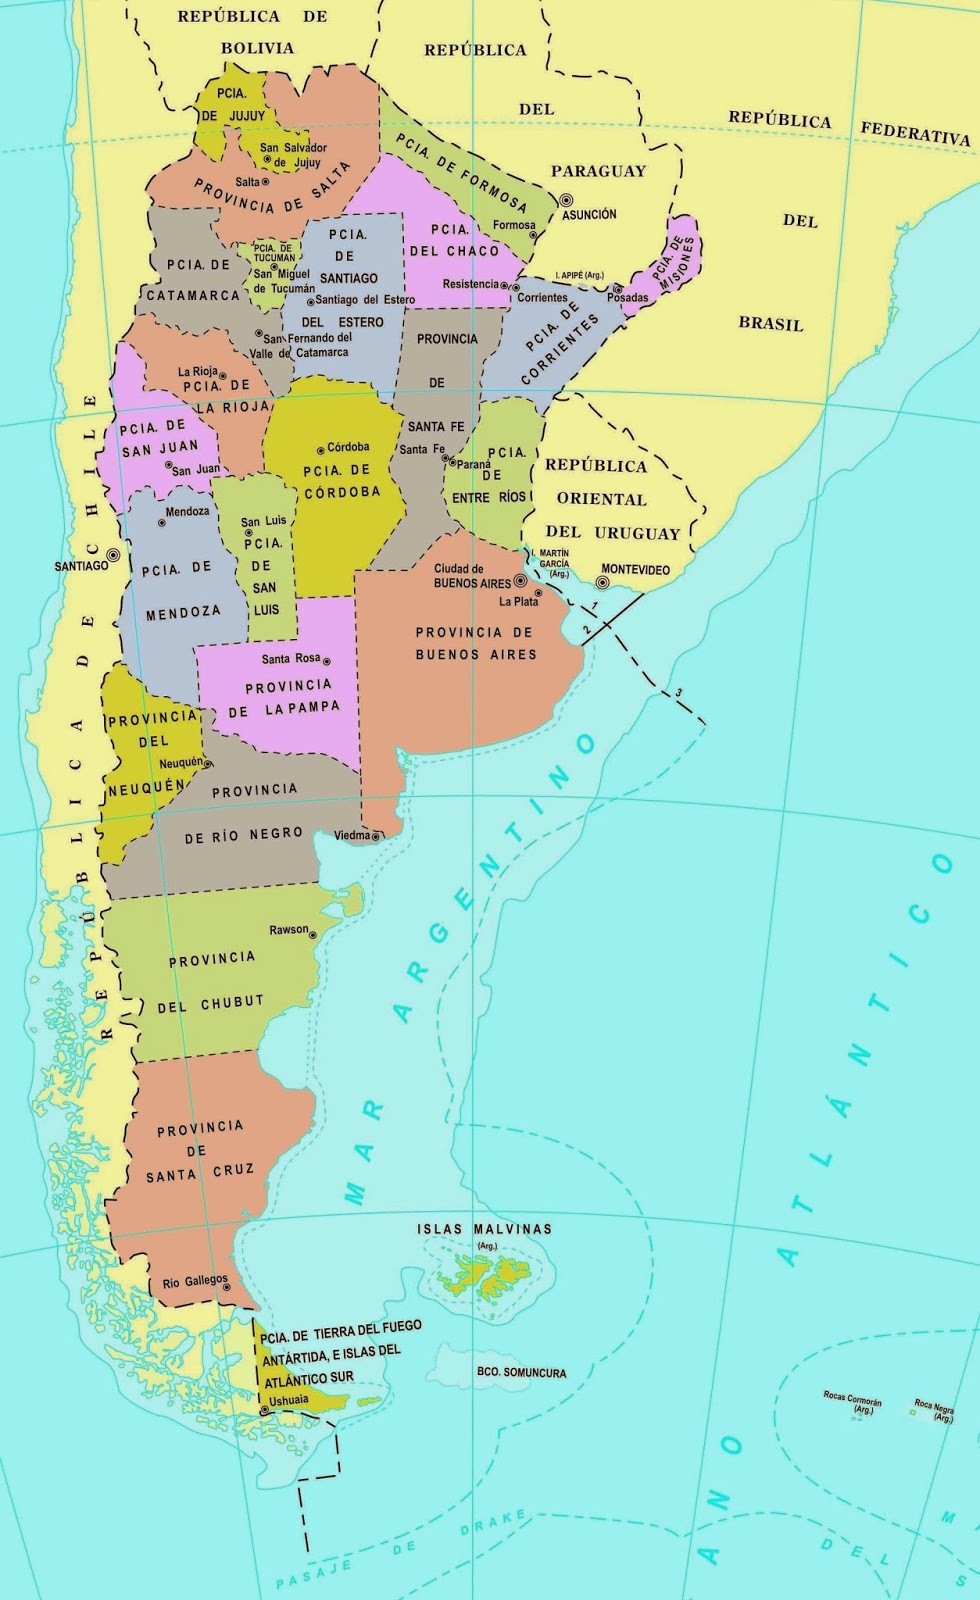 REPÚBLICA DE
BOLIVIA
REPÚBLICA
DEL
PARAGUAY
ASUNCIÓN
REPÚBLICA FEDERATIVA
DEL
BRASIL
PCIA.
DE JUJUY
San Salvador
de Jujuy
Salta
PROVINCIA DE SALTA
PCIA. DE FORMOSA
Formosa
PCIA.
DEL CHACO
Resistencia
I. APIPÉ (Arg.)
Corrientes
Posadas
PCIA. DE
MISIONES
PCIA. DE
CORRIENTES
PCIA. DE
CATAMARCA
PCIA. DE
TUCUMAN
San Miguel
de Tucumán
PCIA.
DE
SANTIAGO
Santiago del Estero
DEL ESTERO
San Fernando del
Valle de Catamarca
PROVINCIA
DE
SANTA FE
Santa Fe
Paraná
PCIA.
DE
ENTRE RÍOS
La Rioja
PCIA. DE
LA RIOJA
PCIA. DE
SAN JUAN
San Juan
Córdoba
PCIA. DE
CÓRDOBA
REPÚBLICA
ORIENTAL
DEL URUGUAY
MONTEVIDEO
I. MARTÍN
GARCÍA
(Arg.)
Mendoza
PCIA. DE
MENDOZA
San Luis
PCIA.
DE
SAN
LUIS
SANTIAGO
REPÚBLICA DE CHILE
Ciudad de
BUENOS AIRES
La Plata
PROVINCIA DE
BUENOS AIRES
1
2
3
Santa Rosa
PROVINCIA
DE LA PAMPA
PROVINCIA
DEL
Neuquén
NEUQUÉN
PROVINCIA
DE RÍO NEGRO
Viedma
Rawson
PROVINCIA
DEL CHUBUT
PROVINCIA
DE
SANTA CRUZ
Río Gallegos
MAR ARGENTINO
ANO ATLÁNTICO
ISLAS MALVINAS
(Arg.)
PCIA. DE TIERRA DEL FUEGO
ANTÁRTIDA, E ISLAS DEL
ATLÁNTICO SUR
Ushuaia
BCO. SOMUNCURA
Rocas Cormorán
(Arg.)
Roca Negra
(Arg.)
PASAJE DE DRAKE
MA
DEL S